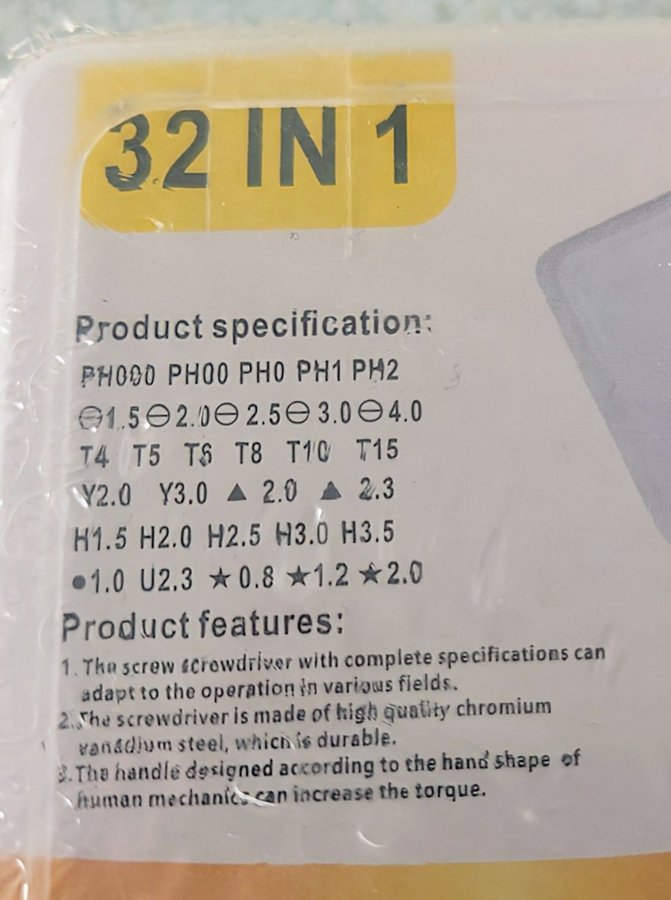 32 IN 1
Product specification:
PH000 PH00 PH0 PH1 PH2
⊖1.5⊖2.0⊖2.5⊖3.0⊖4.0
T4 T5 T6 T8 T10 T15
Y2.0 Y3.0 ▲ 2.0 ▲ 2.3
H1.5 H2.0 H2.5 H3.0 H3.5
●1.0 U2.3 ★0.8 ★1.2 ★2.0
Product features:
1. The screw screwdriver with complete specifications can
adapt to the operation in various fields.
2. The screwdriver is made of high quality chromium
vanadium steel, which is durable.
3. The handle designed according to the hand shape of
human mechanics can increase the torque.